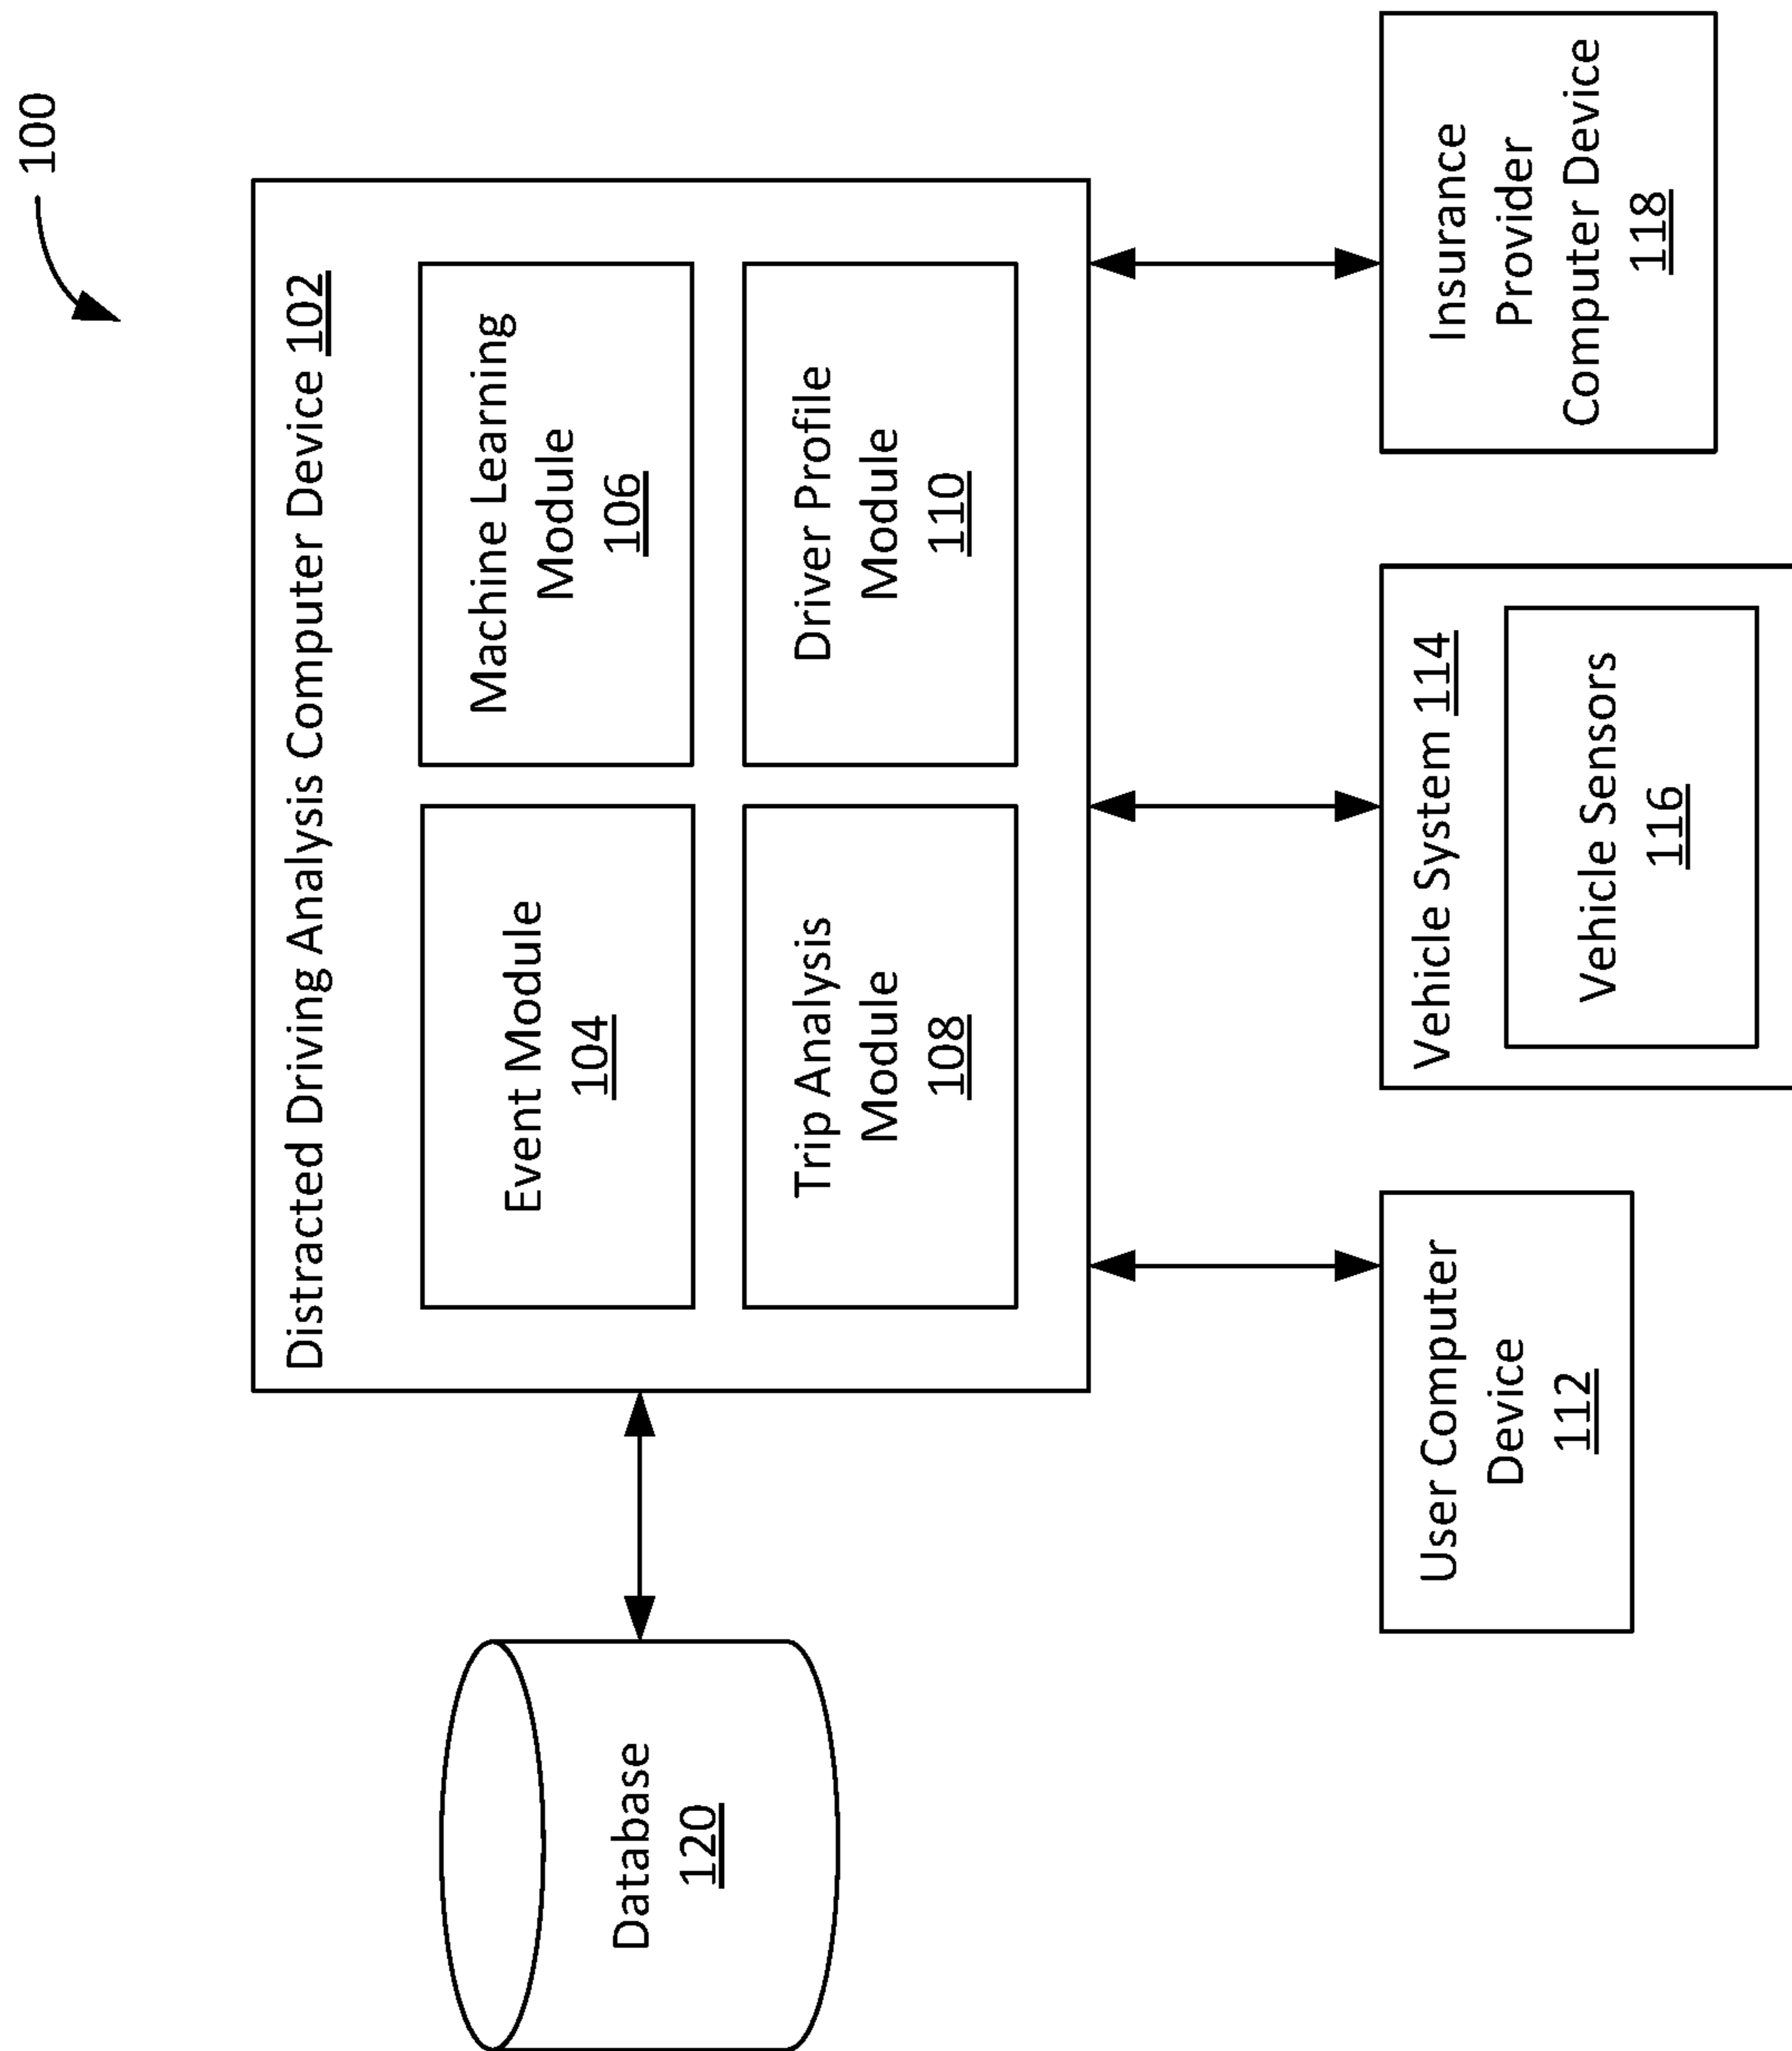 100
Distracted Driving Analysis Computer Device 102
Event Module
104
Machine Learning
Module
106
Trip Analysis
Module
108
Driver Profile
Module
110
Database
120
User Computer
Device
112
Vehicle System 114
Vehicle Sensors
116
Insurance
Provider
Computer Device
118